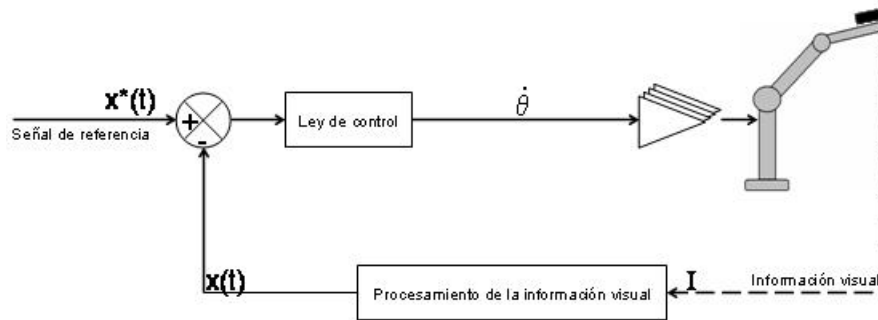 x*(t)
Señal de referencia
+
-
Ley de control
θ̇
x(t)
Procesamiento de la información visual
I
Información visual